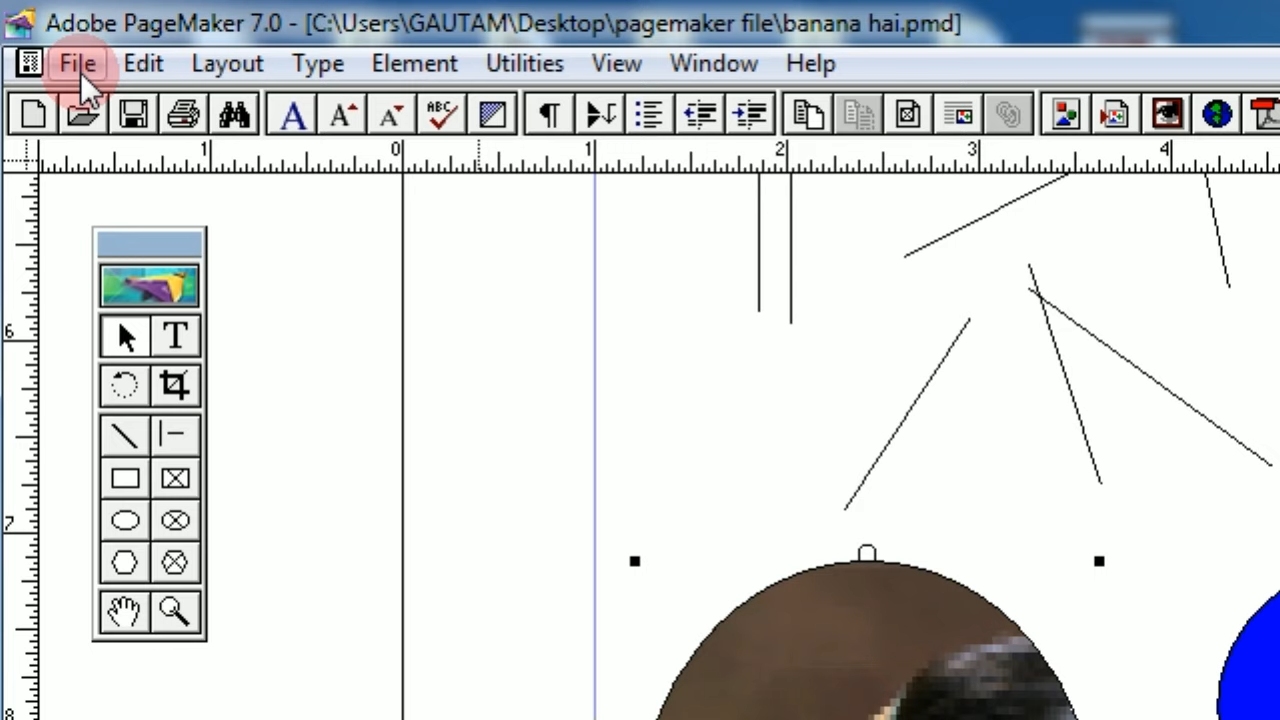 Adobe PageMaker 7.0 - [C:\Users\GAUTAM\Desktop\pagemaker file\banana hai.pmd]
File Edit Layout Type Element Utilities View Window Help
A A A ABC ¶
1 0 1 2 3 4
T
6
7
8